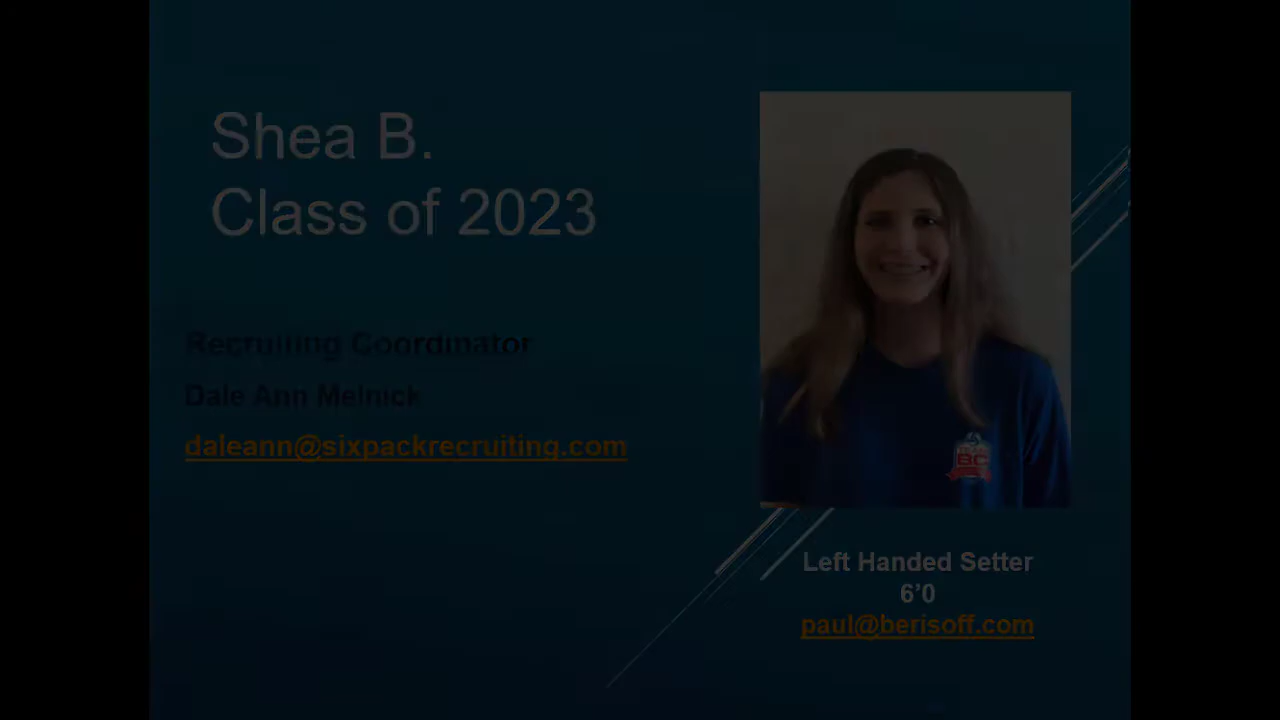 Shea B.
Class of 2023
Recruiting Coordinator
Dale Ann Melnick
daleann@sixpackrecruiting.com
BC
Left Handed Setter
6’0
paul@berisoff.com